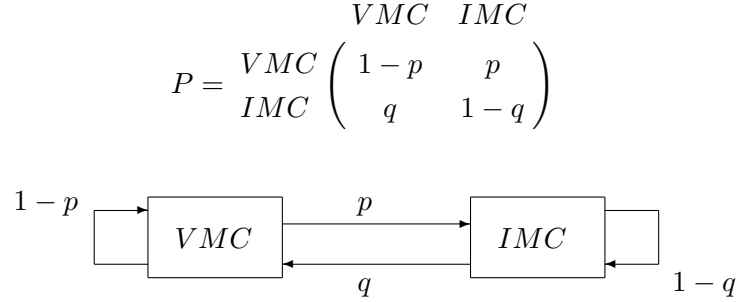 VMC IMC
P = VMC ( 1 − p p )
IMC ( q 1 − q )
1 − p
VMC
p
q
IMC
1 − q